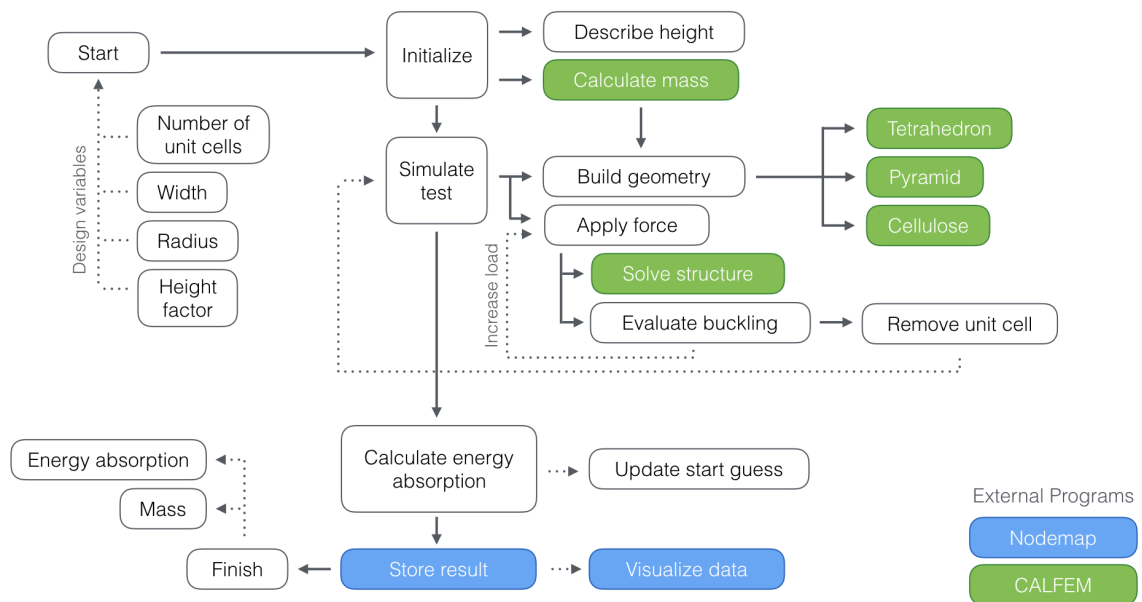 Start
Initialize
Describe height
Calculate mass
Number of
unit cells
Width
Radius
Height
factor
Design variables
Simulate
test
Build geometry
Apply force
Tetrahedron
Pyramid
Cellulose
Solve structure
Evaluate buckling
Remove unit cell
Increase load
Calculate energy
absorption
Update start guess
Energy absorption
Mass
Finish
Store result
Visualize data
External Programs
Nodemap
CALFEM